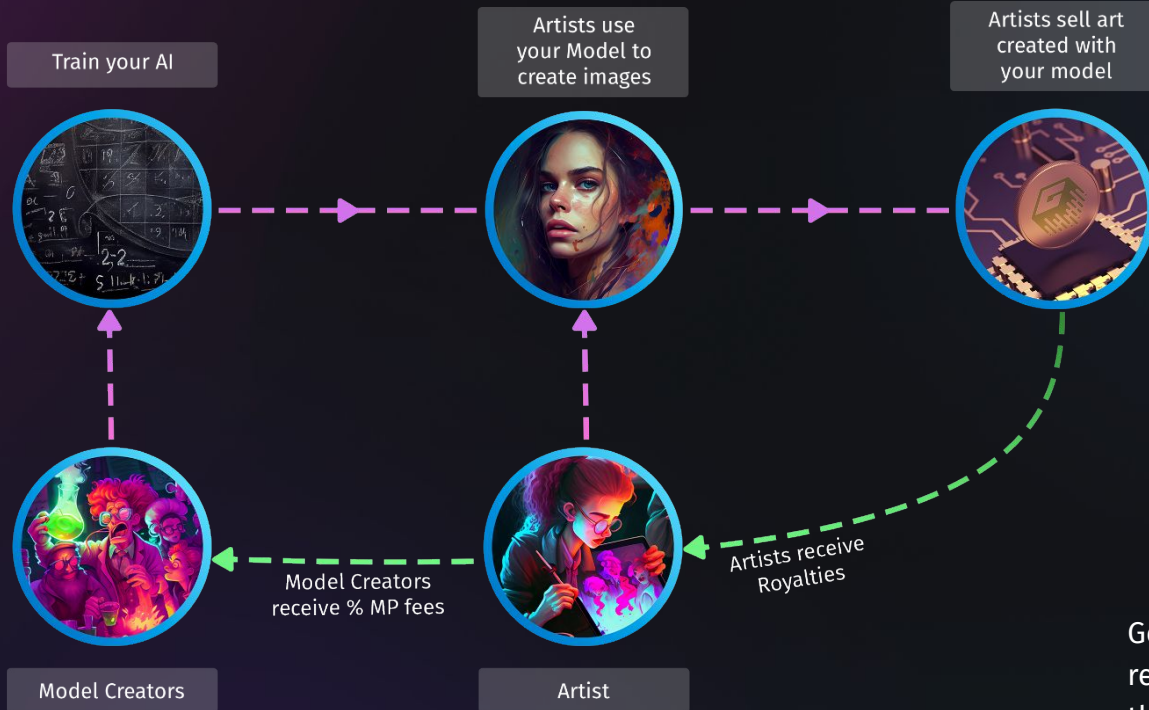 Train your AI
Artists use
your Model to
create images
Artists sell art
created with
your model
Artists receive
Royalties
Model Creators
receive % MP fees
Model Creators
Artist